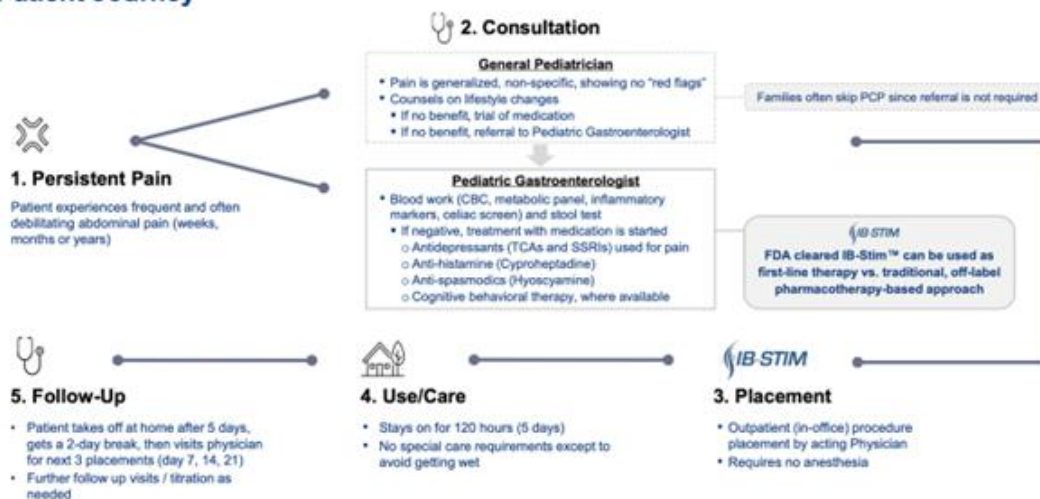 2. Consultation
General Pediatrician
• Pain is generalized, non-specific, showing no "red flags"
• Counsels on lifestyle changes
• If no benefit, trial of medication
• If no benefit, referral to Pediatric Gastroenterologist
Families often skip PCP since referral is not required
1. Persistent Pain
Patient experiences frequent and often
debilitating abdominal pain (weeks,
months or years)
Pediatric Gastroenterologist
• Blood work (CBC, metabolic panel, inflammatory
markers, celiac screen) and stool test
• If negative, treatment with medication is started
o Antidepressants (TCAs and SSRIs) used for pain
o Anti-histamine (Cyproheptadine)
o Anti-spasmodics (Hyoscyamine)
o Cognitive behavioral therapy, where available
IB-STIM
FDA cleared IB-Stim™ can be used as
first-line therapy vs. traditional, off-label
pharmacotherapy-based approach
5. Follow-Up
• Patient takes off at home after 5 days,
gets a 2-day break, then visits physician
for next 3 placements (day 7, 14, 21)
• Further follow up visits / titration as
needed
4. Use/Care
• Stays on for 120 hours (5 days)
• No special care requirements except to
avoid getting wet
IB-STIM
3. Placement
• Outpatient (in-office) procedure
placement by acting Physician
• Requires no anesthesia